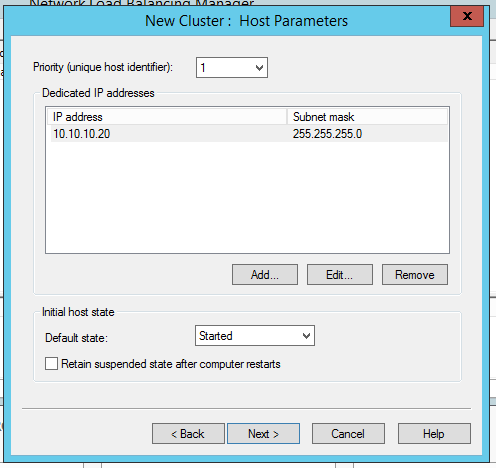 Network Load Balancing Manager
New Cluster : Host Parameters
x
Priority (unique host identifier): 1
Dedicated IP addresses
IP address Subnet mask
10.10.10.20 255.255.255.0
Add... Edit... Remove
Initial host state
Default state: Started
Retain suspended state after computer restarts
< Back Next > Cancel Help